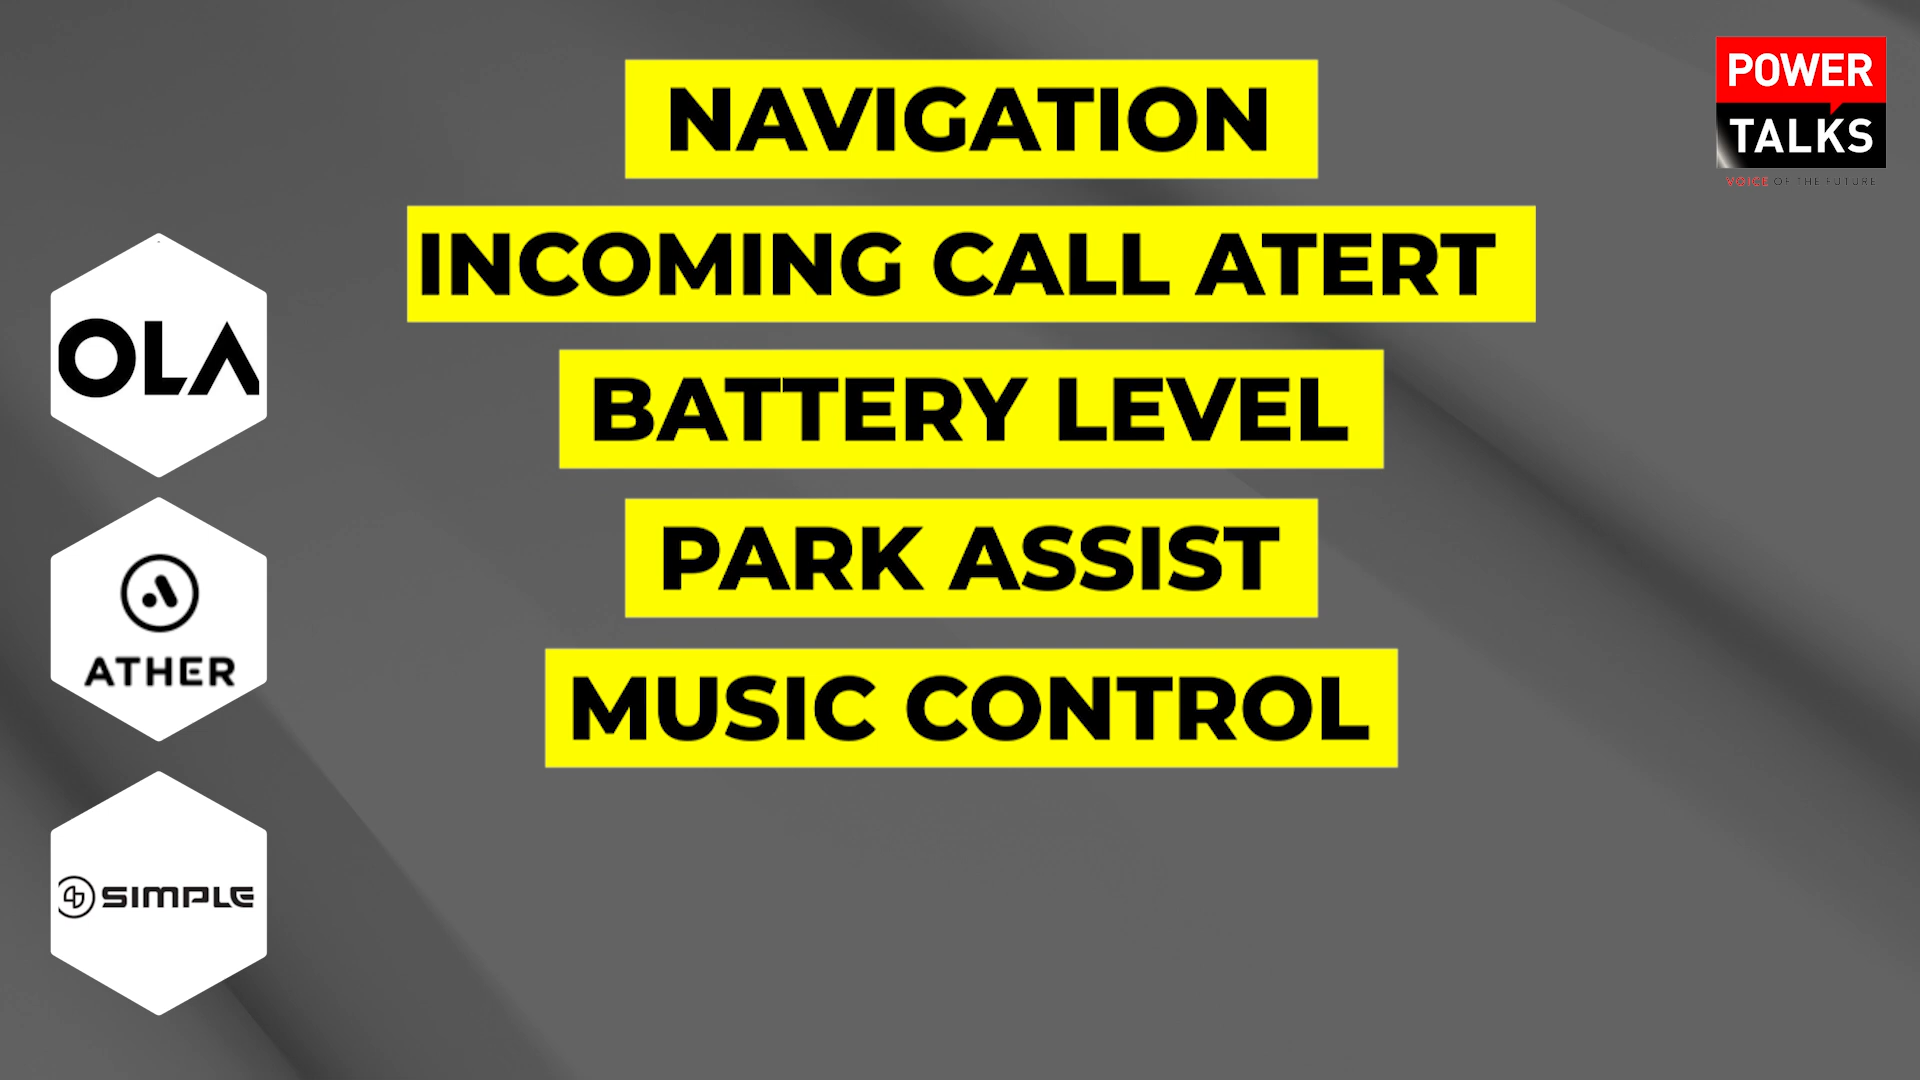 POWER
TALKS
VOICE OF THE FUTURE
NAVIGATION
INCOMING CALL ATERT
BATTERY LEVEL
PARK ASSIST
MUSIC CONTROL
OLA
ATHER
SIMPLE